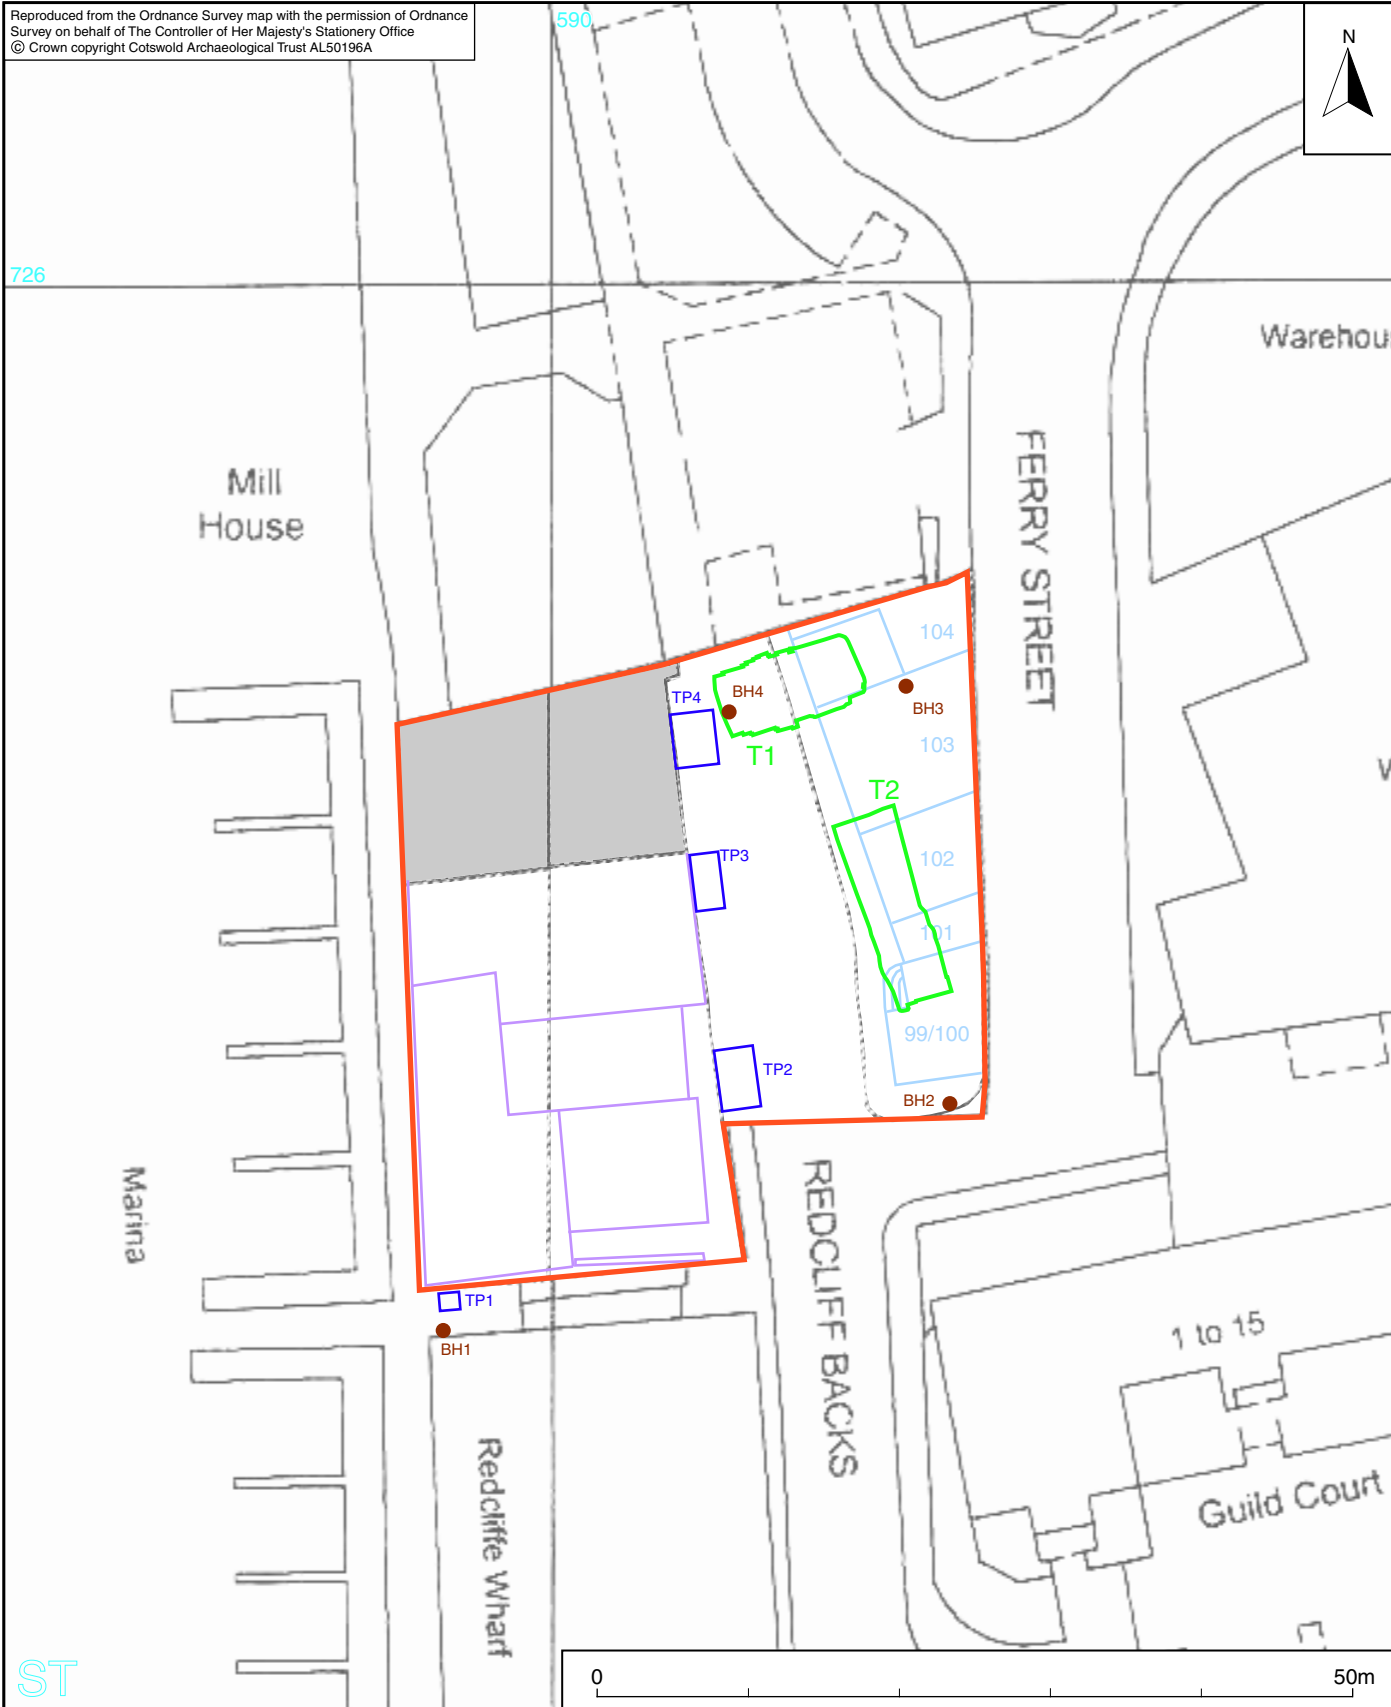 Reproduced from the Ordnance Survey map with the permission of Ordnance
Survey on behalf of The Controller of Her Majesty's Stationery Office
© Crown copyright Cotswold Archaeological Trust AL50196A
590
N
726
Warehou
Mill
House
FERRY STREET
104
TP4
BH4
BH3
T1
103
W
T2
TP3
102
101
99/100
TP2
BH2
Marina
REDCLIFF BACKS
TP1
BH1
1 to 15
Redcliffe Wharf
Guild Court
ST
0
50m